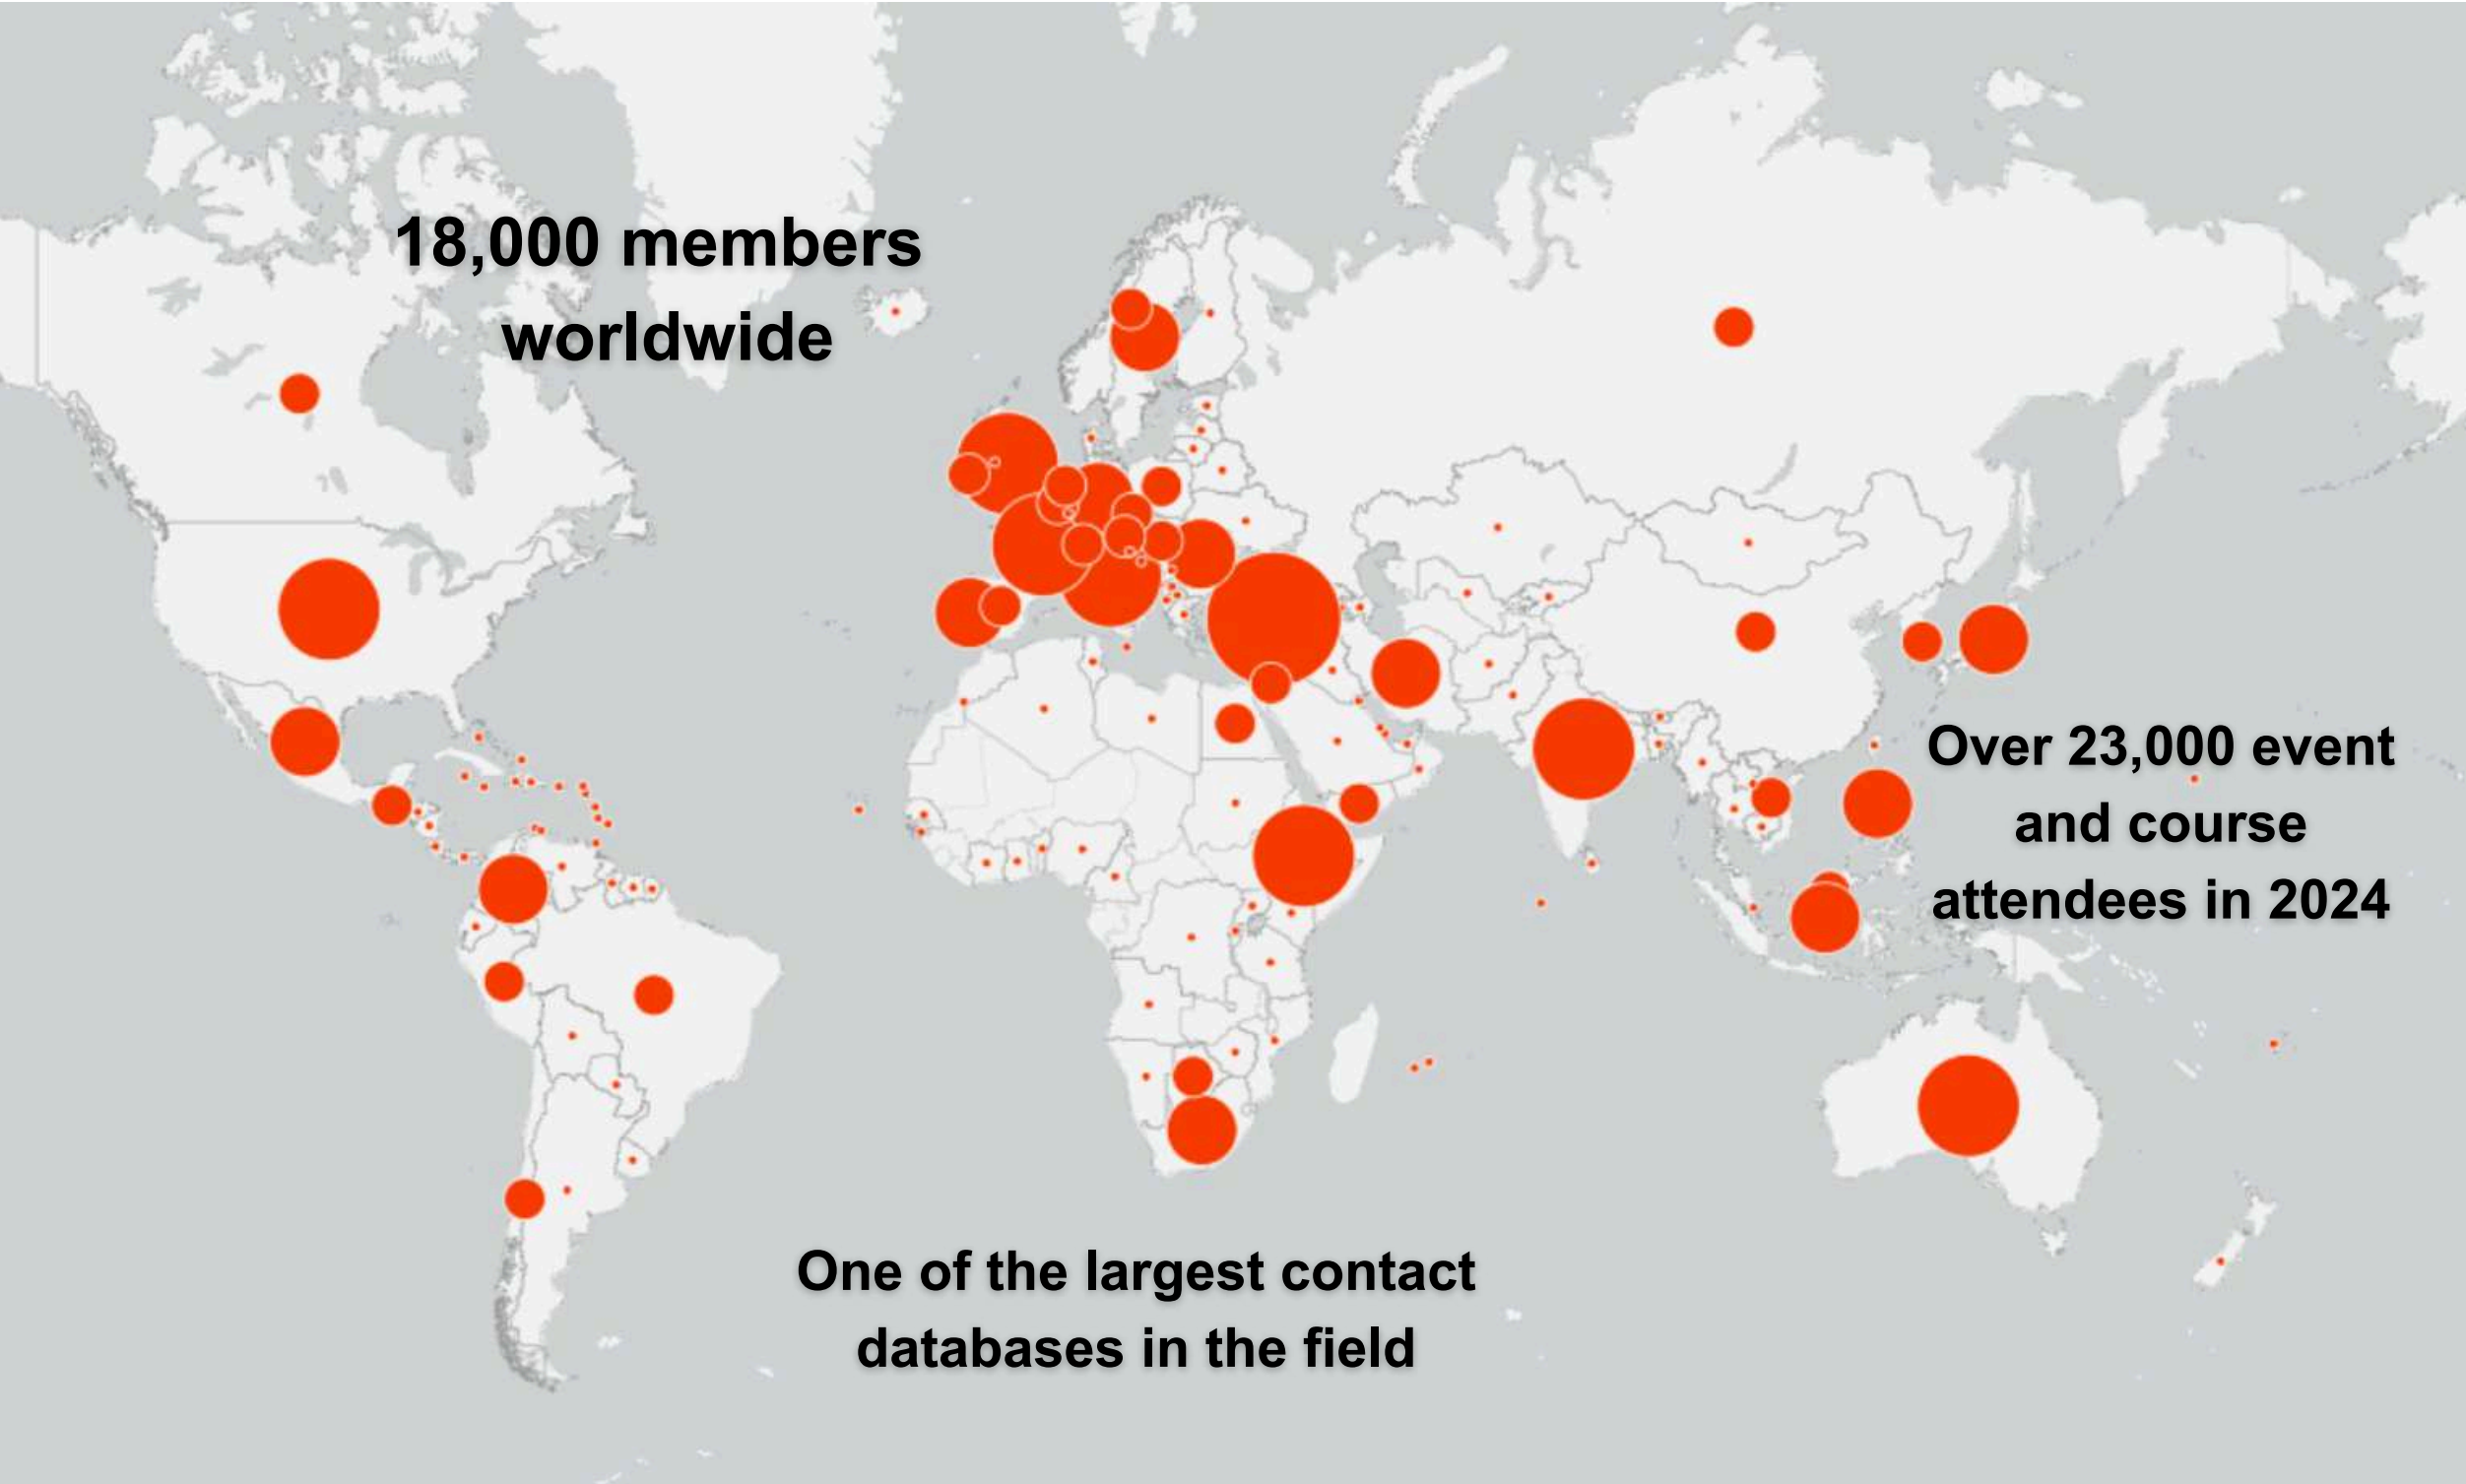 18,000 members
worldwide
Over 23,000 event
and course
attendees in 2024
One of the largest contact
databases in the field